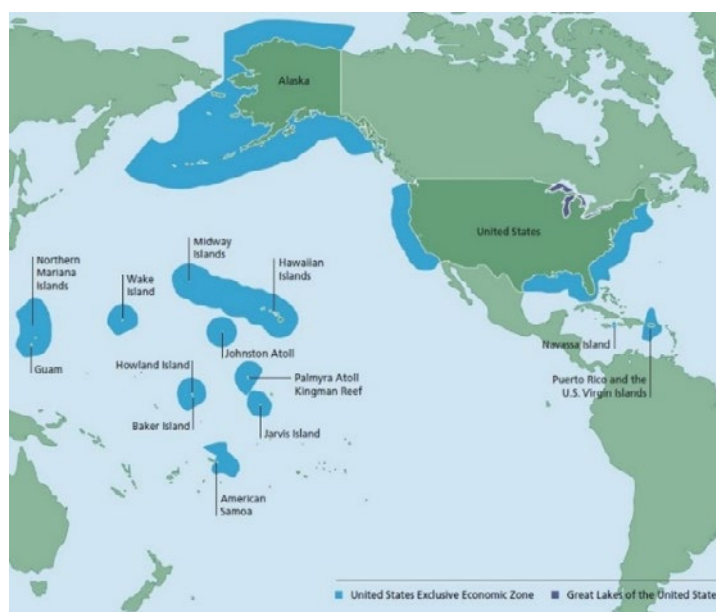 Alaska
United States
Midway
Islands
Hawaiian
Islands
Northern
Mariana
Islands
Wake
Island
Guam
Johnston Atoll
Howland Island
Palmyra Atoll
Kingman Reef
Baker Island
Jarvis Island
American
Samoa
Navassa Island
Puerto Rico and the
U.S. Virgin Islands
United States Exclusive Economic Zone
Great Lakes of the United State